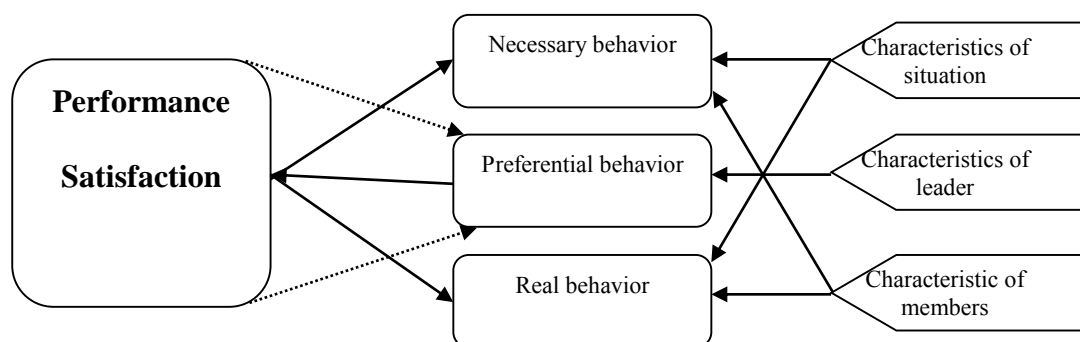 Performance
Satisfaction
Necessary behavior
Preferential behavior
Real behavior
Characteristics of
situation
Characteristics of
leader
Characteristic of
members